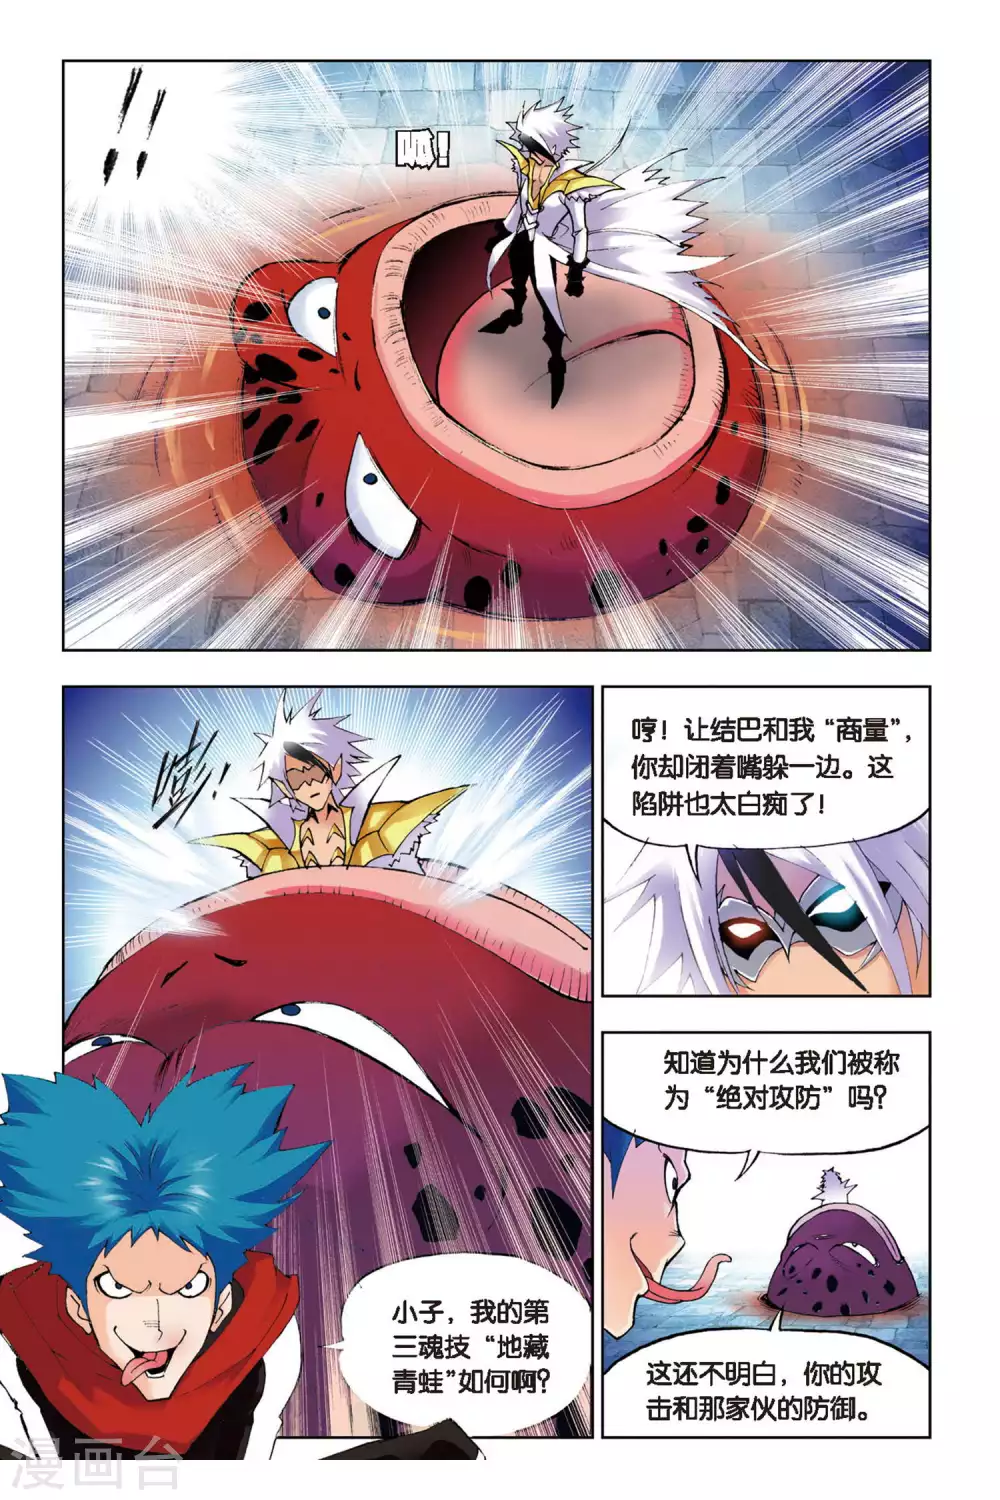 呱！
嘭！
哼！让结巴和我“商量”，
你却闭着嘴躲一边。这
陷阱也太白痴了！
小子，我的第
三魂技“地藏
青蛙”如何啊？
知道为什么我们被称
为“绝对攻防”吗？
这还不明白，你的攻
击和那家伙的防御。
漫画台